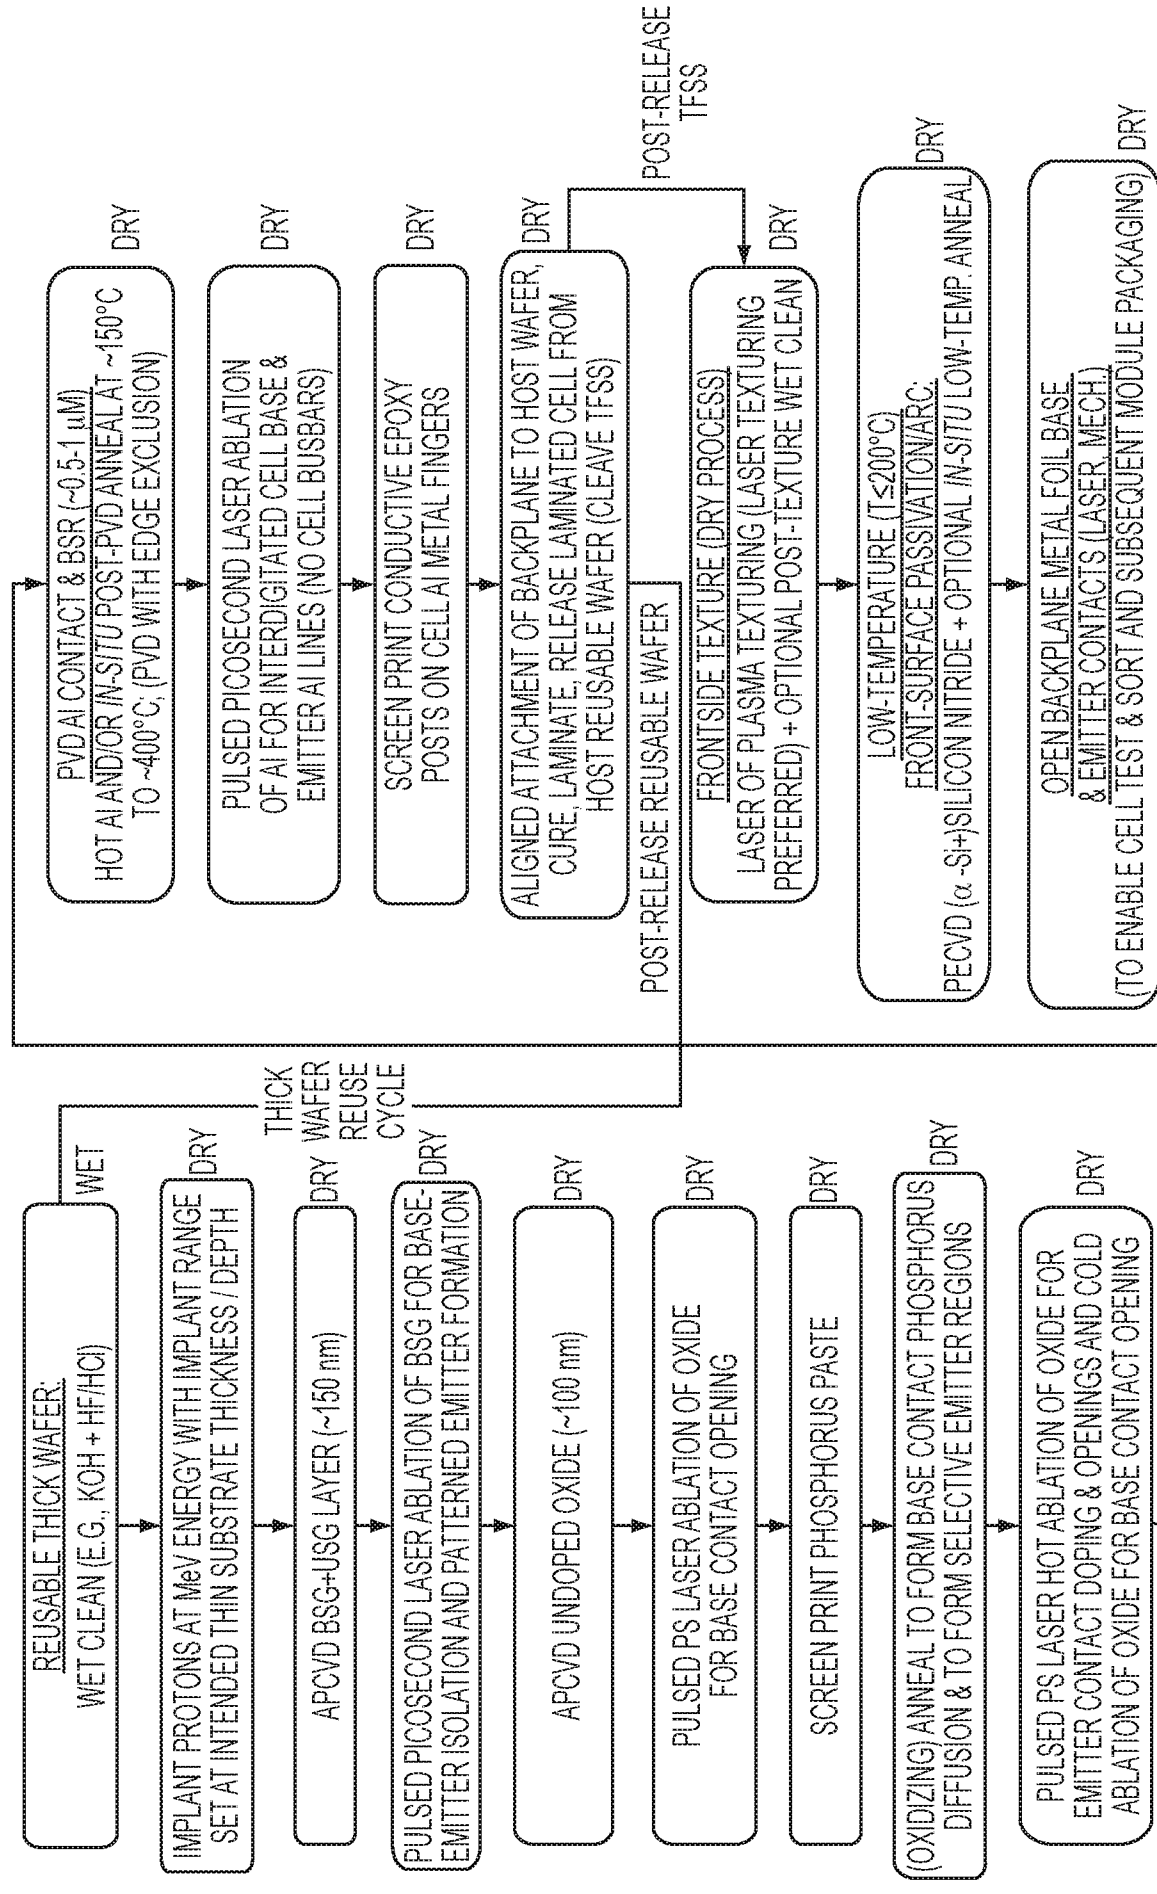 REUSABLE THICK WAFER:
WET CLEAN (E.G., KOH + HF/HCl)
WET
IMPLANT PROTONS AT MeV ENERGY WITH IMPLANT RANGE
SET AT INTENDED THIN SUBSTRATE THICKNESS / DEPTH
DRY
APCVD BSG+USG LAYER (~150 nm)
DRY
PULSED PICOSECOND LASER ABLATION OF BSG FOR BASE-
EMITTER ISOLATION AND PATTERNED EMITTER FORMATION
DRY
APCVD UNDOPED OXIDE (~100 nm)
DRY
PULSED PS LASER ABLATION OF OXIDE
FOR BASE CONTACT OPENING
DRY
SCREEN PRINT PHOSPHORUS PASTE
DRY
(OXIDIZING) ANNEAL TO FORM BASE CONTACT PHOSPHORUS
DIFFUSION & TO FORM SELECTIVE EMITTER REGIONS
DRY
PULSED PS LASER HOT ABLATION OF OXIDE FOR
EMITTER CONTACT DOPING & OPENINGS AND COLD
ABLATION OF OXIDE FOR BASE CONTACT OPENING
DRY
THICK
WAFER
REUSE
CYCLE
PVD Al CONTACT & BSR (~0.5-1 µM)
HOT Al AND/OR IN-SITU POST-PVD ANNEAL AT ~150°C
TO ~400°C; (PVD WITH EDGE EXCLUSION)
DRY
PULSED PICOSECOND LASER ABLATION
OF Al FOR INTERDIGITATED CELL BASE &
EMITTER Al LINES (NO CELL BUSBARS)
DRY
SCREEN PRINT CONDUCTIVE EPOXY
POSTS ON CELL Al METAL FINGERS
DRY
ALIGNED ATTACHMENT OF BACKPLANE TO HOST WAFER,
CURE, LAMINATE, RELEASE LAMINATED CELL FROM
HOST REUSABLE WAFER (CLEAVE TFSS)
DRY
POST-RELEASE REUSABLE WAFER
POST-RELEASE
TFSS
FRONTSIDE TEXTURE (DRY PROCESS)
LASER OF PLASMA TEXTURING (LASER TEXTURING
PREFERRED) + OPTIONAL POST-TEXTURE WET CLEAN
DRY
LOW-TEMPERATURE (T≤200°C)
FRONT-SURFACE PASSIVATION/ARC:
PECVD (α -Si+)SILICON NITRIDE + OPTIONAL IN-SITU LOW-TEMP. ANNEAL
DRY
OPEN BACKPLANE METAL FOIL BASE
& EMITTER CONTACTS (LASER, MECH.)
(TO ENABLE CELL TEST & SORT AND SUBSEQUENT MODULE PACKAGING)
DRY